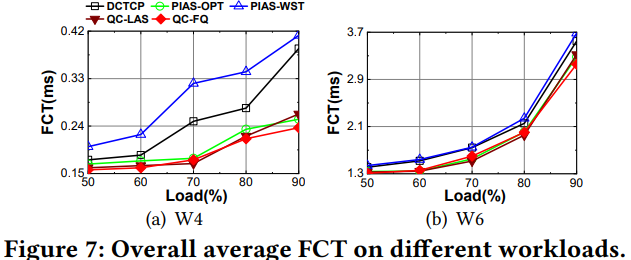 DCTCP PIAS-OPT PIAS-WST
QC-LAS QC-FQ
FCT(ms)
0.42
0.33
0.24
0.15
50 60 70 80 90
Load(%)
(a) W4
FCT(ms)
3.7
2.9
2.1
1.3
50 60 70 80 90
Load(%)
(b) W6
Figure 7: Overall average FCT on different workloads.